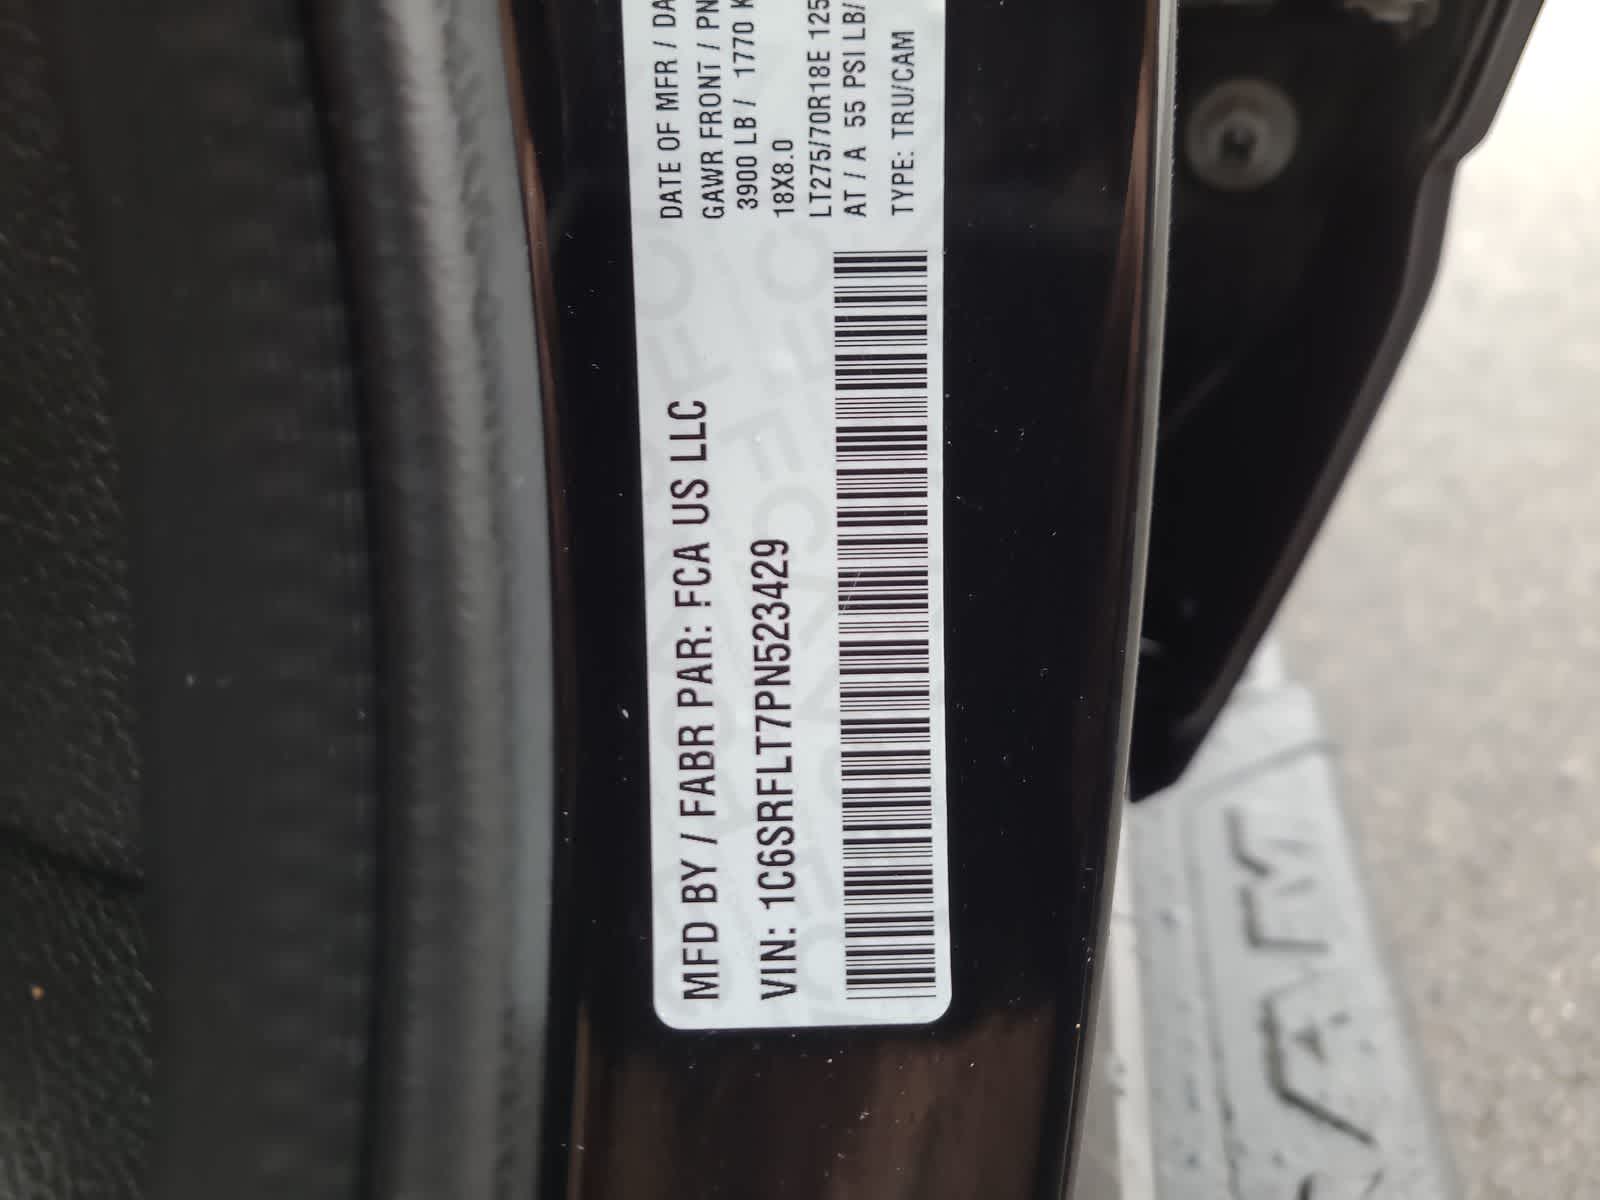 MFD BY / FABR PAR: FCA US LLC
VIN: 1C6SRFLT7PN523429
DATE OF MFR / DA
GAWR FRONT / PN
3900 LB / 1770 K
18X8.0
LT275/70R18E 125
AT / A 55 PSI LB/
TYPE: TRU/CAM
RAM